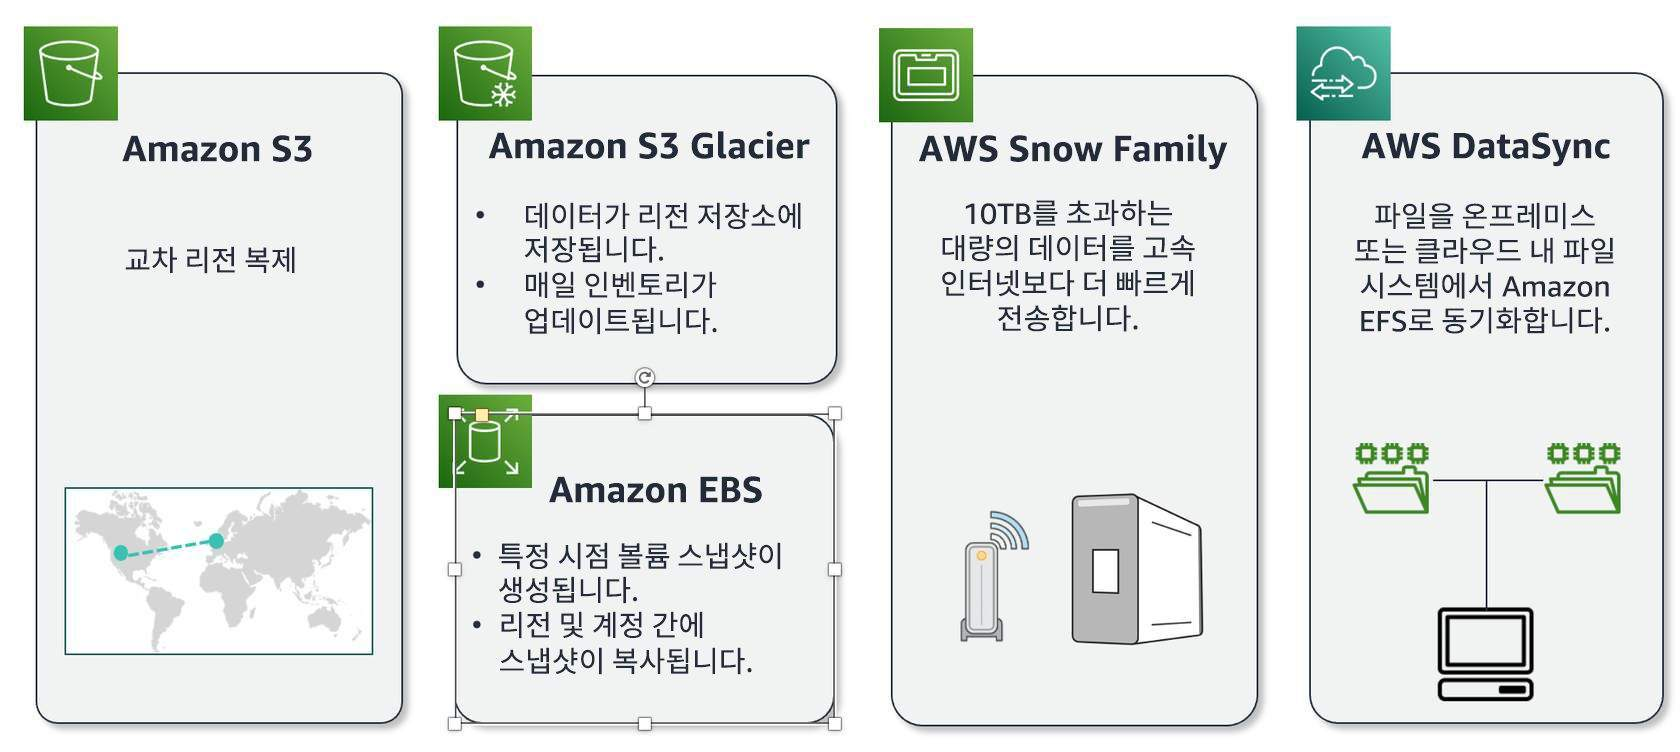 Amazon S3
교차 리전 복제
Amazon S3 Glacier
• 데이터가 리전 저장소에
저장됩니다.
• 매일 인벤토리가
업데이트됩니다.
Amazon EBS
• 특정 시점 볼륨 스냅샷이
생성됩니다.
• 리전 및 계정 간에
스냅샷이 복사됩니다.
AWS Snow Family
10TB를 초과하는
대량의 데이터를 고속
인터넷보다 더 빠르게
전송합니다.
AWS DataSync
파일을 온프레미스
또는 클라우드 내 파일
시스템에서 Amazon
EFS로 동기화합니다.